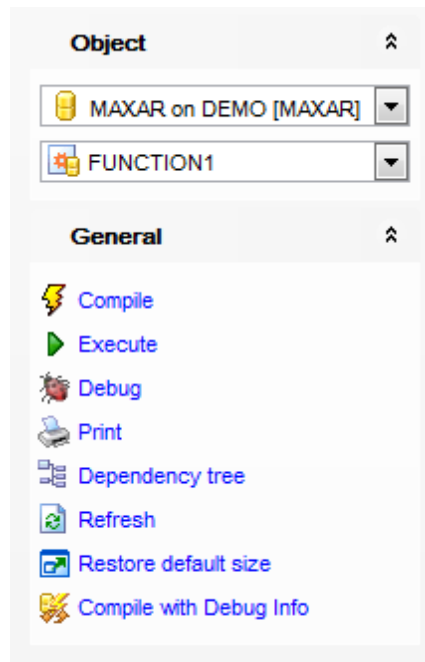 Object
MAXAR on DEMO [MAXAR]
FUNCTION1
General
Compile
Execute
Debug
Print
Dependency tree
Refresh
Restore default size
Compile with Debug Info